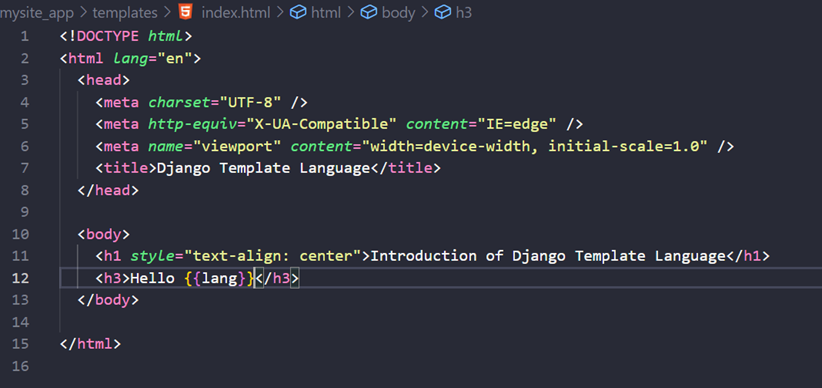 mysite_app > templates > index.html > html > body > h3
1 <!DOCTYPE html>
2 <html lang="en">
3 <head>
4 <meta charset="UTF-8" />
5 <meta http-equiv="X-UA-Compatible" content="IE=edge" />
6 <meta name="viewport" content="width=device-width, initial-scale=1.0" />
7 <title>Django Template Language</title>
8 </head>
9
10 <body>
11 <h1 style="text-align: center">Introduction of Django Template Language</h1>
12 <h3>Hello {{lang}}</h3>
13 </body>
14
15 </html>
16